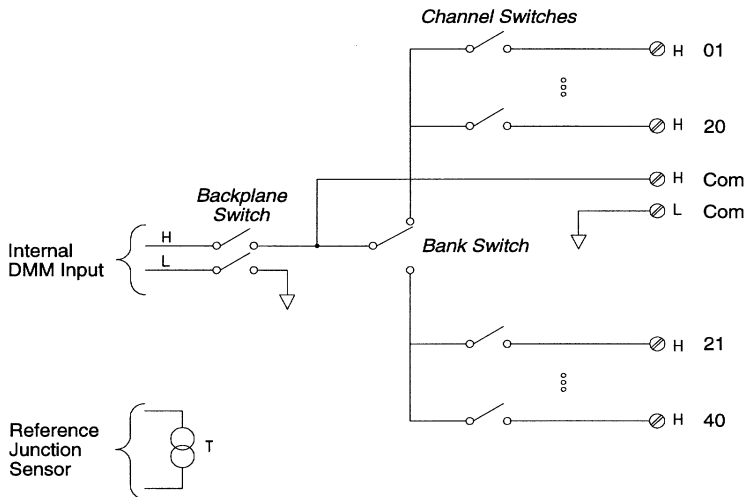 Channel Switches
H 01
H 20
H Com
L Com
Backplane
Switch
H
L
Internal
DMM Input
Bank Switch
H 21
H 40
Reference
Junction
Sensor
T